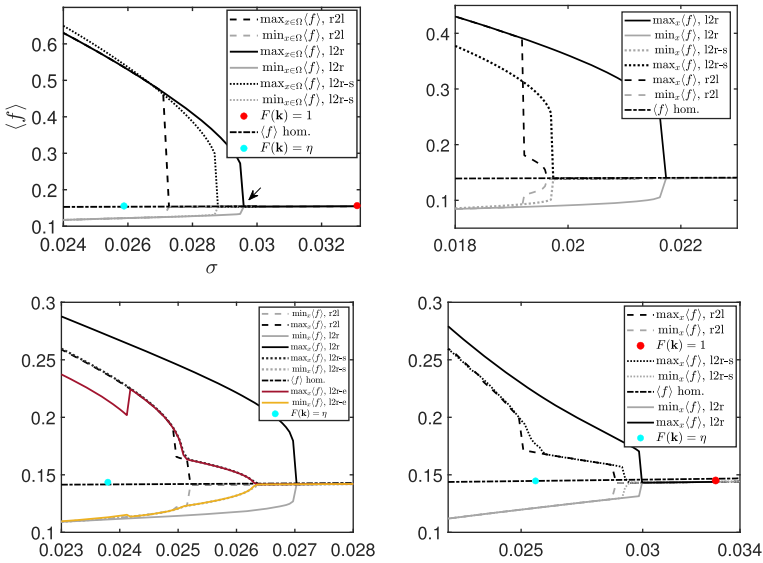 0.6
0.5
0.4
0.3
0.2
0.1
⟨f⟩
max_{x∈Ω}⟨f⟩, r2l
min_{x∈Ω}⟨f⟩, r2l
max_{x∈Ω}⟨f⟩, l2r
min_{x∈Ω}⟨f⟩, l2r
max_{x∈Ω}⟨f⟩, l2r-s
min_{x∈Ω}⟨f⟩, l2r-s
F(k) = 1
⟨f⟩ hom.
F(k) = η
0.024 0.026 0.028 0.03 0.032
σ
0.4
0.3
0.2
0.1
max_x⟨f⟩, l2r
min_x⟨f⟩, l2r
min_x⟨f⟩, l2r-s
max_x⟨f⟩, l2r-s
max_x⟨f⟩, r2l
min_x⟨f⟩, r2l
⟨f⟩ hom.
0.018 0.02 0.022
0.3
0.25
0.2
0.15
0.1
min_x⟨f⟩, r2l
max_x⟨f⟩, r2l
min_x⟨f⟩, l2r
max_x⟨f⟩, l2r
max_x⟨f⟩, l2r-s
min_x⟨f⟩, l2r-s
⟨f⟩ hom.
max_x⟨f⟩, l2r-e
min_x⟨f⟩, l2r-e
F(k) = η
0.023 0.024 0.025 0.026 0.027 0.028
0.3
0.25
0.2
0.15
0.1
max_x⟨f⟩, r2l
min_x⟨f⟩, r2l
F(k) = 1
max_x⟨f⟩, l2r-s
min_x⟨f⟩, l2r-s
⟨f⟩ hom.
min_x⟨f⟩, l2r
max_x⟨f⟩, l2r
F(k) = η
0.025 0.03 0.034